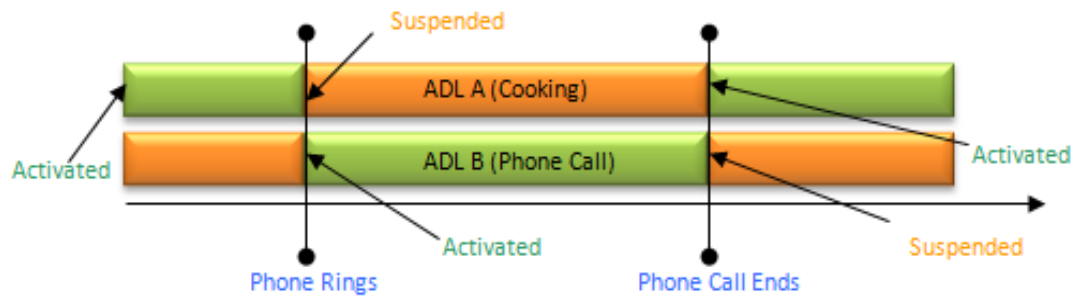 Suspended
ADL A (Cooking)
Activated
ADL B (Phone Call)
Activated
Activated
Suspended
Phone Rings
Phone Call Ends